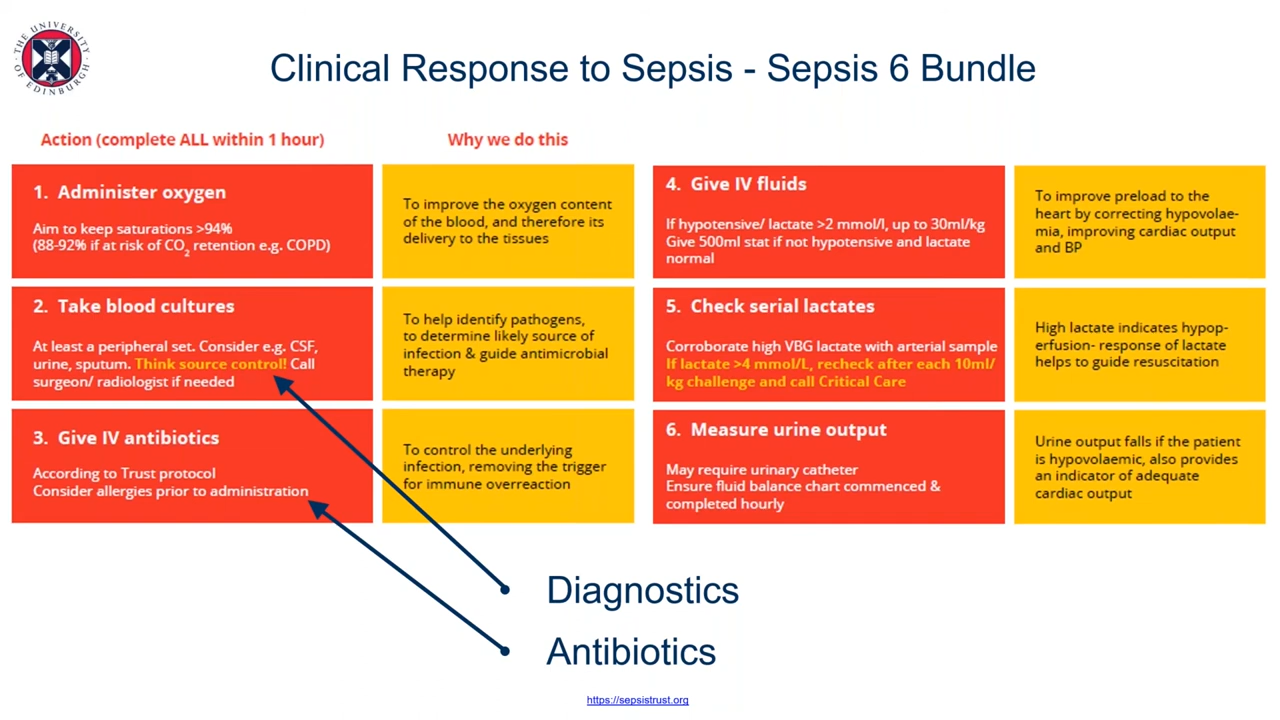 THE UNIVERSITY OF EDINBURGH
Clinical Response to Sepsis - Sepsis 6 Bundle
Action (complete ALL within 1 hour)
Why we do this
1. Administer oxygen
Aim to keep saturations >94%
(88-92% if at risk of CO2 retention e.g. COPD)
To improve the oxygen content
of the blood, and therefore its
delivery to the tissues
2. Take blood cultures
At least a peripheral set. Consider e.g. CSF,
urine, sputum. Think source control! Call
surgeon/ radiologist if needed
To help identify pathogens,
to determine likely source of
infection & guide antimicrobial
therapy
3. Give IV antibiotics
According to Trust protocol
Consider allergies prior to administration
To control the underlying
infection, removing the trigger
for immune overreaction
4. Give IV fluids
If hypotensive/ lactate >2 mmol/l, up to 30ml/kg
Give 500ml stat if not hypotensive and lactate
normal
To improve preload to the
heart by correcting hypovolae-
mia, improving cardiac output
and BP
5. Check serial lactates
Corroborate high VBG lactate with arterial sample
If lactate >4 mmol/L, recheck after each 10ml/
kg challenge and call Critical Care
High lactate indicates hypop-
erfusion- response of lactate
helps to guide resuscitation
6. Measure urine output
May require urinary catheter
Ensure fluid balance chart commenced &
completed hourly
Urine output falls if the patient
is hypovolaemic, also provides
an indicator of adequate
cardiac output
Diagnostics
Antibiotics
https://sepsistrust.org